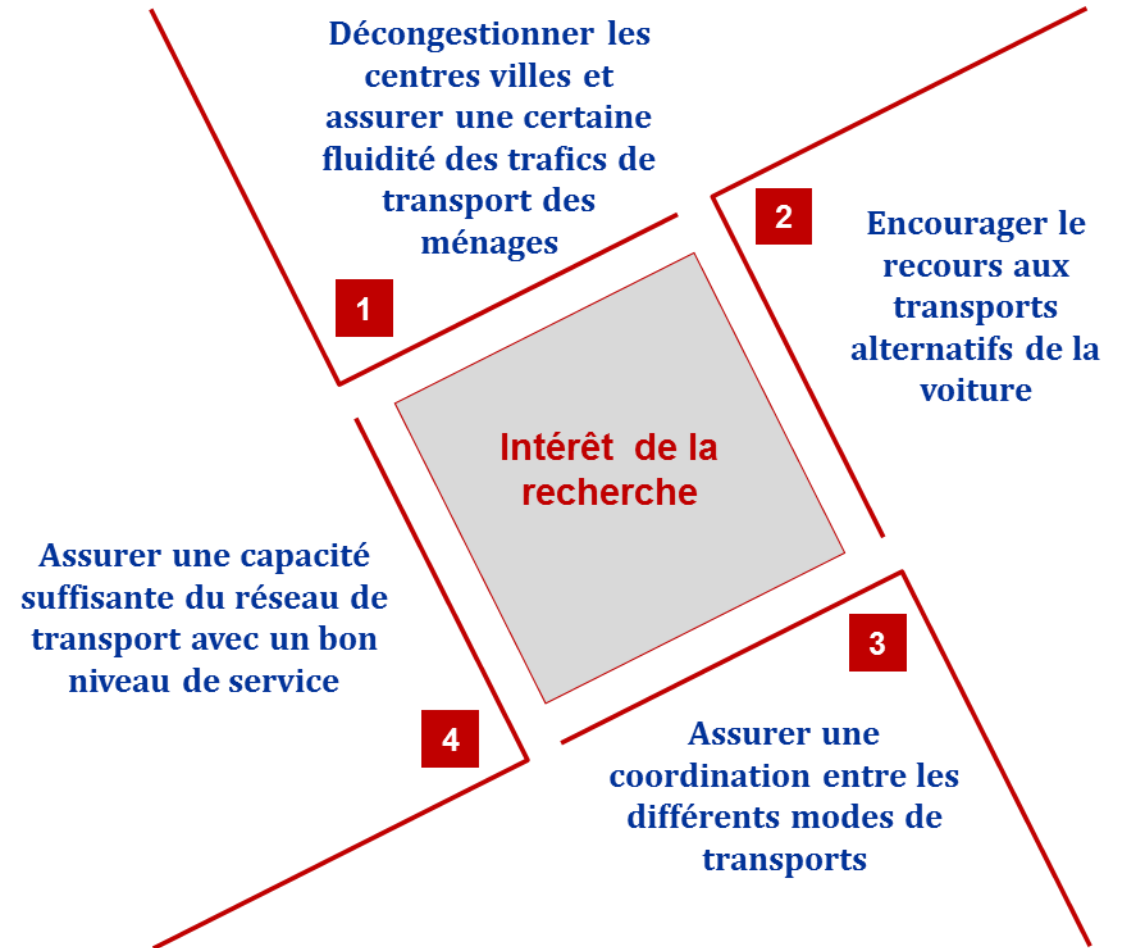 Décongestionner les
centres villes et
assurer une certaine
fluidité des trafics de
transport des
ménages
1
2
Encourager le
recours aux
transports
alternatifs de la
voiture
Intérêt de la
recherche
3
Assurer une
coordination entre les
différents modes de
transports
4
Assurer une capacité
suffisante du réseau de
transport avec un bon
niveau de service